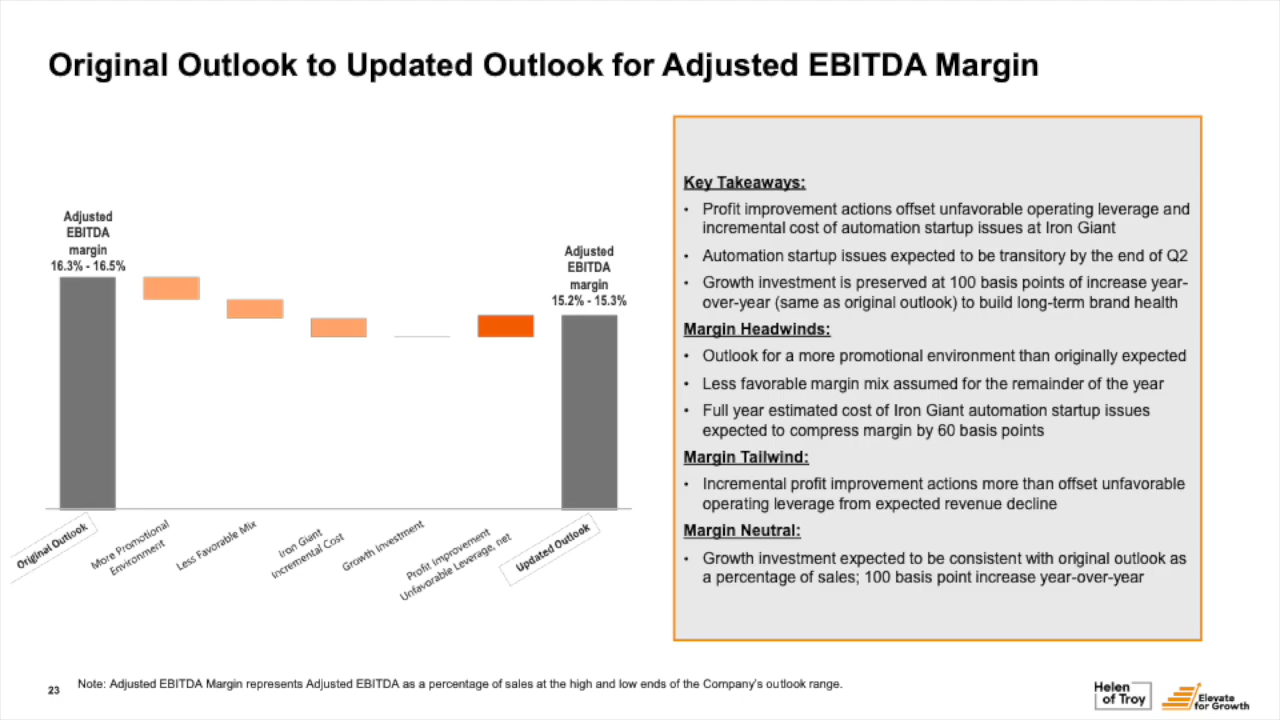 Original Outlook to Updated Outlook for Adjusted EBITDA Margin
Adjusted
EBITDA
margin
16.3% - 16.5%
Adjusted
EBITDA
margin
15.2% - 15.3%
Original Outlook
More Promotional
Environment
Less Favorable Mix
Iron Giant
Incremental Cost
Growth Investment
Profit Improvement
Unfavorable Leverage, net
Updated Outlook
Key Takeaways:
• Profit improvement actions offset unfavorable operating leverage and
incremental cost of automation startup issues at Iron Giant
• Automation startup issues expected to be transitory by the end of Q2
• Growth investment is preserved at 100 basis points of increase year-
over-year (same as original outlook) to build long-term brand health
Margin Headwinds:
• Outlook for a more promotional environment than originally expected
• Less favorable margin mix assumed for the remainder of the year
• Full year estimated cost of Iron Giant automation startup issues
expected to compress margin by 60 basis points
Margin Tailwind:
• Incremental profit improvement actions more than offset unfavorable
operating leverage from expected revenue decline
Margin Neutral:
• Growth investment expected to be consistent with original outlook as
a percentage of sales; 100 basis point increase year-over-year
23
Note: Adjusted EBITDA Margin represents Adjusted EBITDA as a percentage of sales at the high and low ends of the Company's outlook range.
Helen
of Troy
Elevate
for Growth